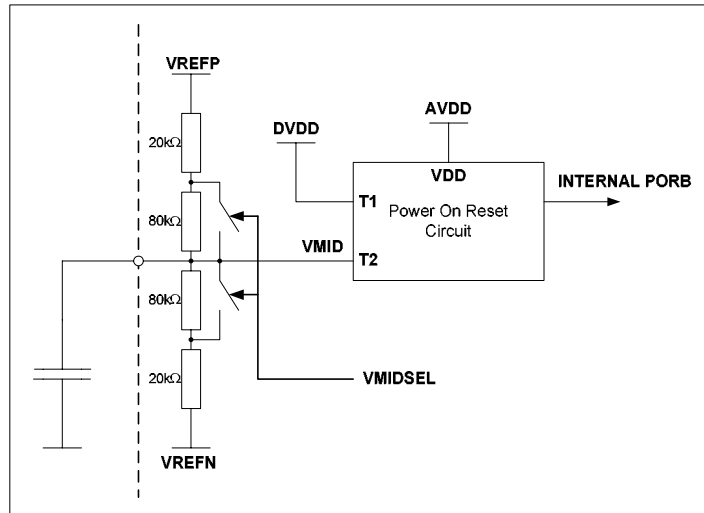 VREFP
20kΩ
80kΩ
80kΩ
20kΩ
VREFN
DVDD
AVDD
VDD
T1
Power On Reset
Circuit
INTERNAL PORB
VMID
T2
VMIDSEL